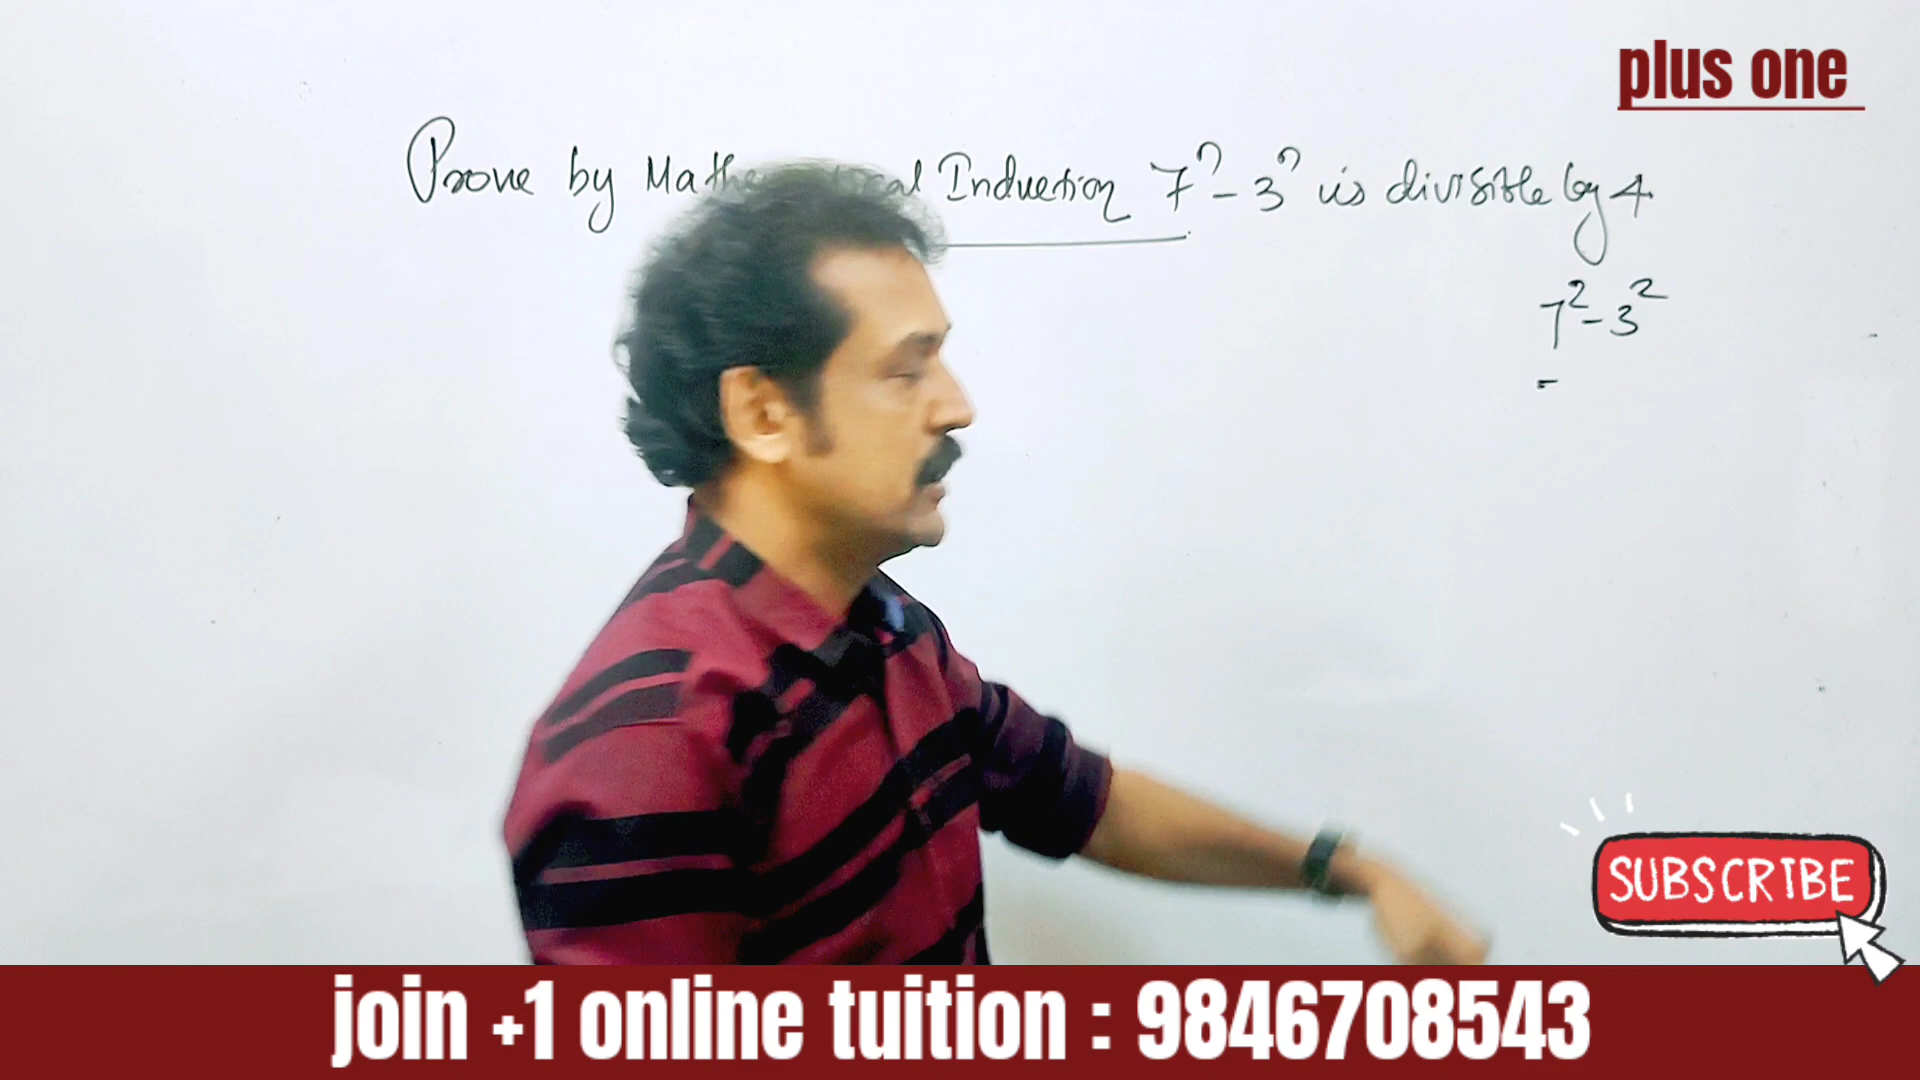 plus one
Prove by Mathematical Induction 7ⁿ - 3ⁿ is divisible by 4
7² - 3²
=
SUBSCRIBE
join +1 online tuition : 9846708543